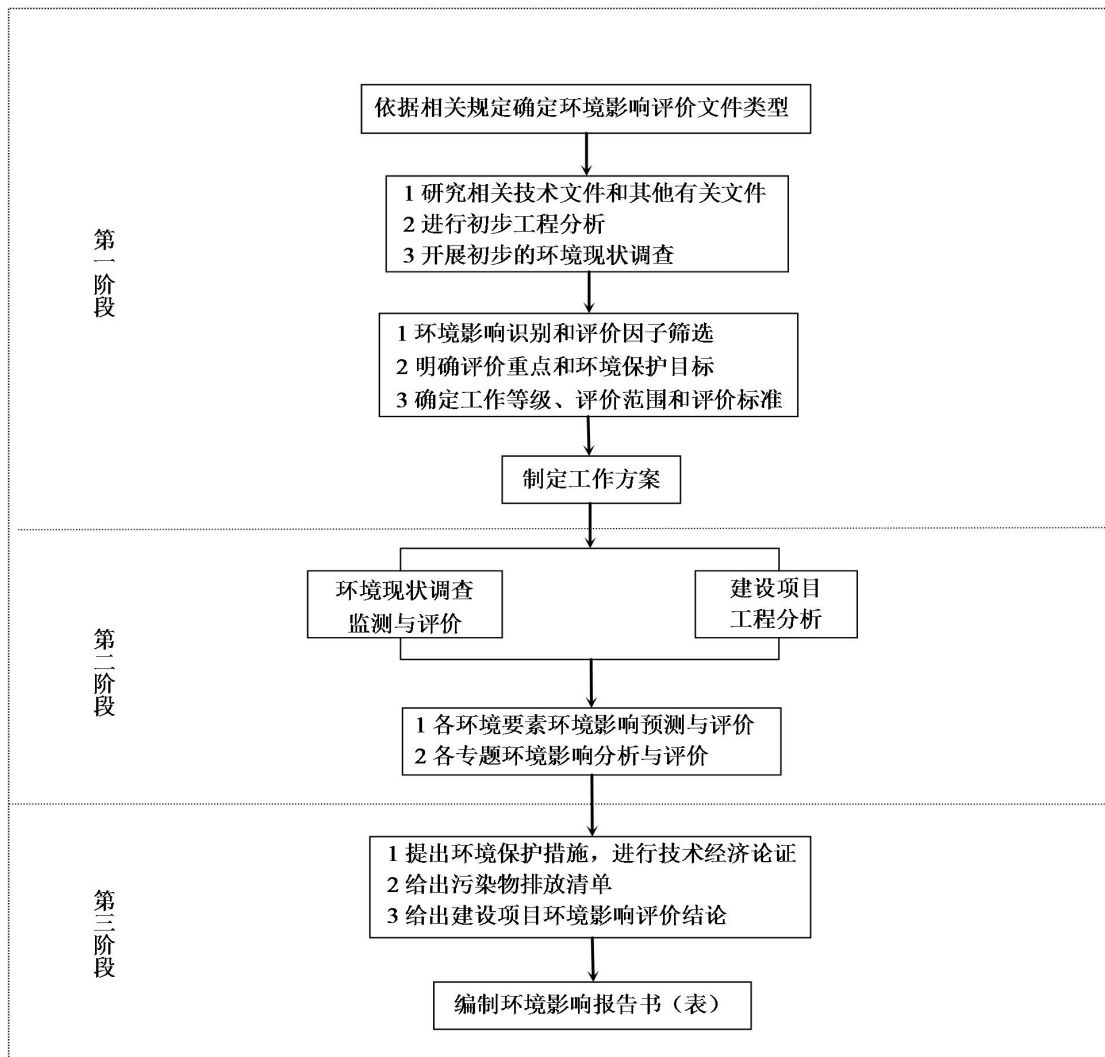 依据相关规定确定环境影响评价文件类型
1 研究相关技术文件和其他有关文件
2 进行初步工程分析
3 开展初步的环境现状调查
第一阶段
1 环境影响识别和评价因子筛选
2 明确评价重点和环境保护目标
3 确定工作等级、评价范围和评价标准
制定工作方案
环境现状调查
监测与评价
建设项目
工程分析
第二阶段
1 各环境要素环境影响预测与评价
2 各专题环境影响分析与评价
1 提出环境保护措施，进行技术经济论证
2 给出污染物排放清单
3 给出建设项目环境影响评价结论
第三阶段
编制环境影响报告书（表）